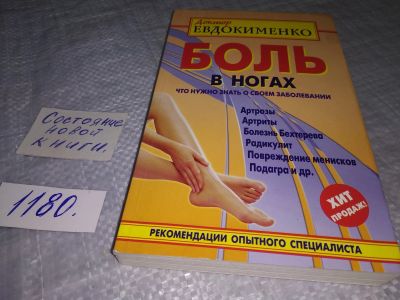 Доктор
ЕВДОКИМЕНКО
БОЛЬ
В НОГАХ
ЧТО НУЖНО ЗНАТЬ О СВОЕМ ЗАБОЛЕВАНИИ
Артрозы
Артриты
Болезнь Бехтерева
Радикулит
Повреждение менисков
Подагра и др.
ХИТ
ПРОДАЖ!
РЕКОМЕНДАЦИИ ОПЫТНОГО СПЕЦИАЛИСТА
Состояние
новой
книги.
1180.